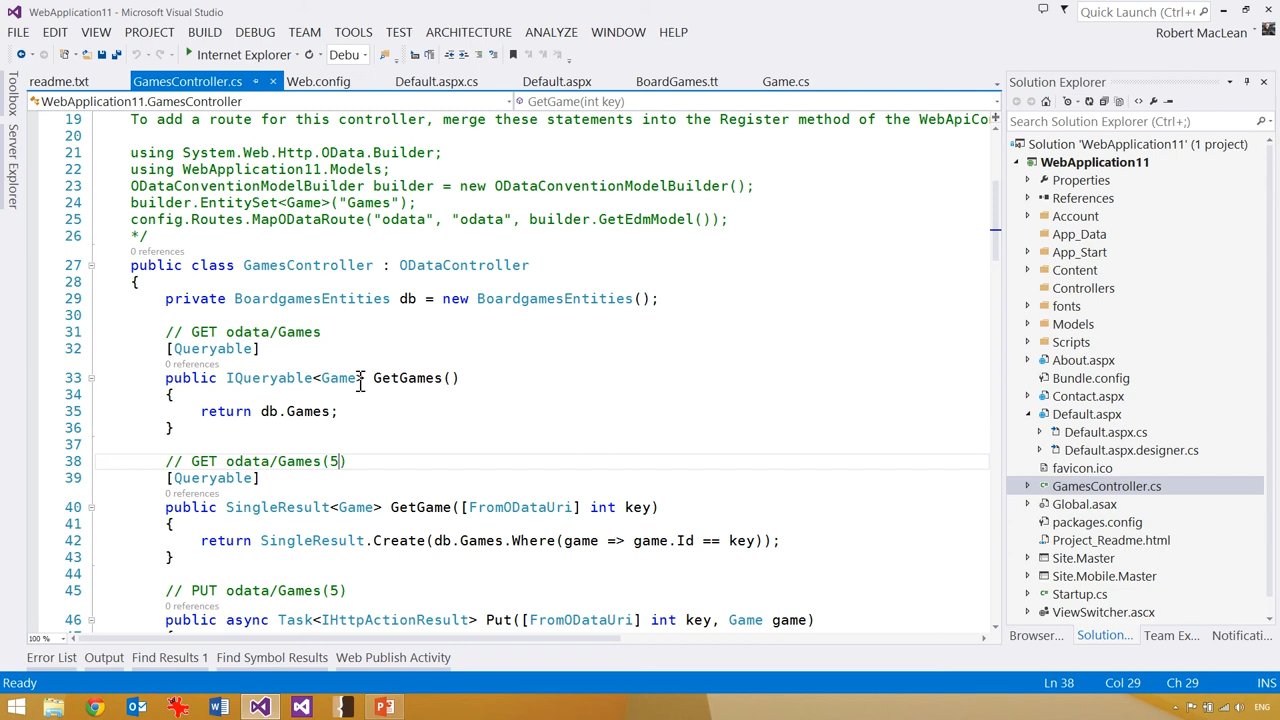 WebApplication11 - Microsoft Visual Studio
Quick Launch (Ctrl+
FILE EDIT VIEW PROJECT BUILD DEBUG TEAM TOOLS TEST ARCHITECTURE ANALYZE WINDOW HELP
Robert MacLean
Internet Explorer Debu
Toolbox
Server Explorer
readme.txt GamesController.cs Web.config Default.aspx.cs Default.aspx BoardGames.tt Game.cs
WebApplication11.GamesController GetGame(int key)
19 To add a route for this controller, merge these statements into the Register method of the WebApiCo
20
21 using System.Web.Http.OData.Builder;
22 using WebApplication11.Models;
23 ODataConventionModelBuilder builder = new ODataConventionModelBuilder();
24 builder.EntitySet<Game>("Games");
25 config.Routes.MapODataRoute("odata", "odata", builder.GetEdmModel());
26 */
0 references
27 public class GamesController : ODataController
28 {
29 private BoardgamesEntities db = new BoardgamesEntities();
30
31 // GET odata/Games
32 [Queryable]
0 references
33 public IQueryable<Game> GetGames()
34 {
35 return db.Games;
36 }
37
38 // GET odata/Games(5)
39 [Queryable]
0 references
40 public SingleResult<Game> GetGame([FromODataUri] int key)
41 {
42 return SingleResult.Create(db.Games.Where(game => game.Id == key));
43 }
44
45 // PUT odata/Games(5)
0 references
46 public async Task<IHttpActionResult> Put([FromODataUri] int key, Game game)
100 %
Solution Explorer
Search Solution Explorer (Ctrl+;)
Solution 'WebApplication11' (1 project)
WebApplication11
Properties
References
Account
App_Data
App_Start
Content
Controllers
fonts
Models
Scripts
About.aspx
Bundle.config
Contact.aspx
Default.aspx
Default.aspx.cs
Default.aspx.designer.cs
favicon.ico
GamesController.cs
Global.asax
packages.config
Project_Readme.html
Site.Master
Site.Mobile.Master
Startup.cs
ViewSwitcher.ascx
Browser... Solution... Team Ex... Notificati...
Error List Output Find Results 1 Find Symbol Results Web Publish Activity
Ready Ln 38 Col 29 Ch 29 INS
ENG